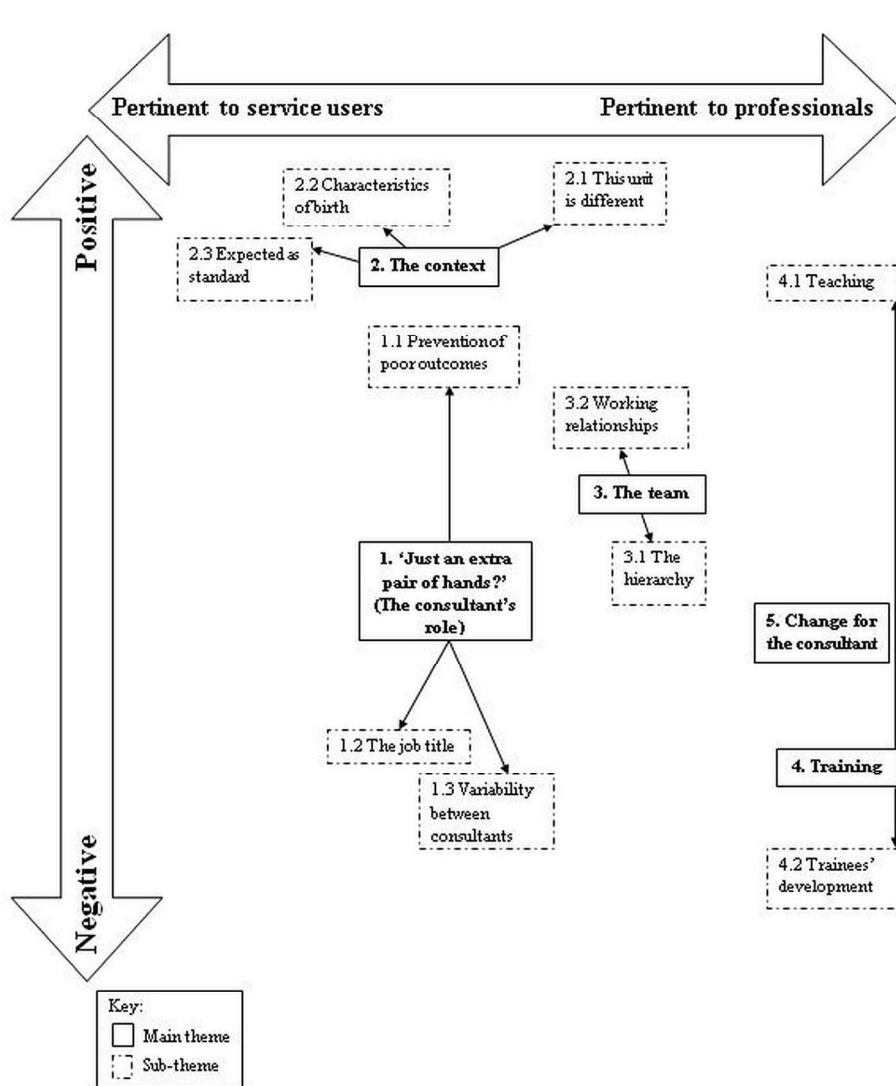 Pertinent to service users
Pertinent to professionals
Positive
2.2 Characteristics
of birth
2.1 This unit
is different
2.3 Expected as
standard
2. The context
4.1 Teaching
1.1 Prevention of
poor outcomes
3.2 Working
relationships
3. The team
1. ‘Just an extra
pair of hands?’
(The consultant’s
role)
3.1 The
hierarchy
5. Change for
the consultant
1.2 The job title
4. Training
1.3 Variability
between
consultants
4.2 Trainees’
development
Negative
Key:
Main theme
Sub-theme